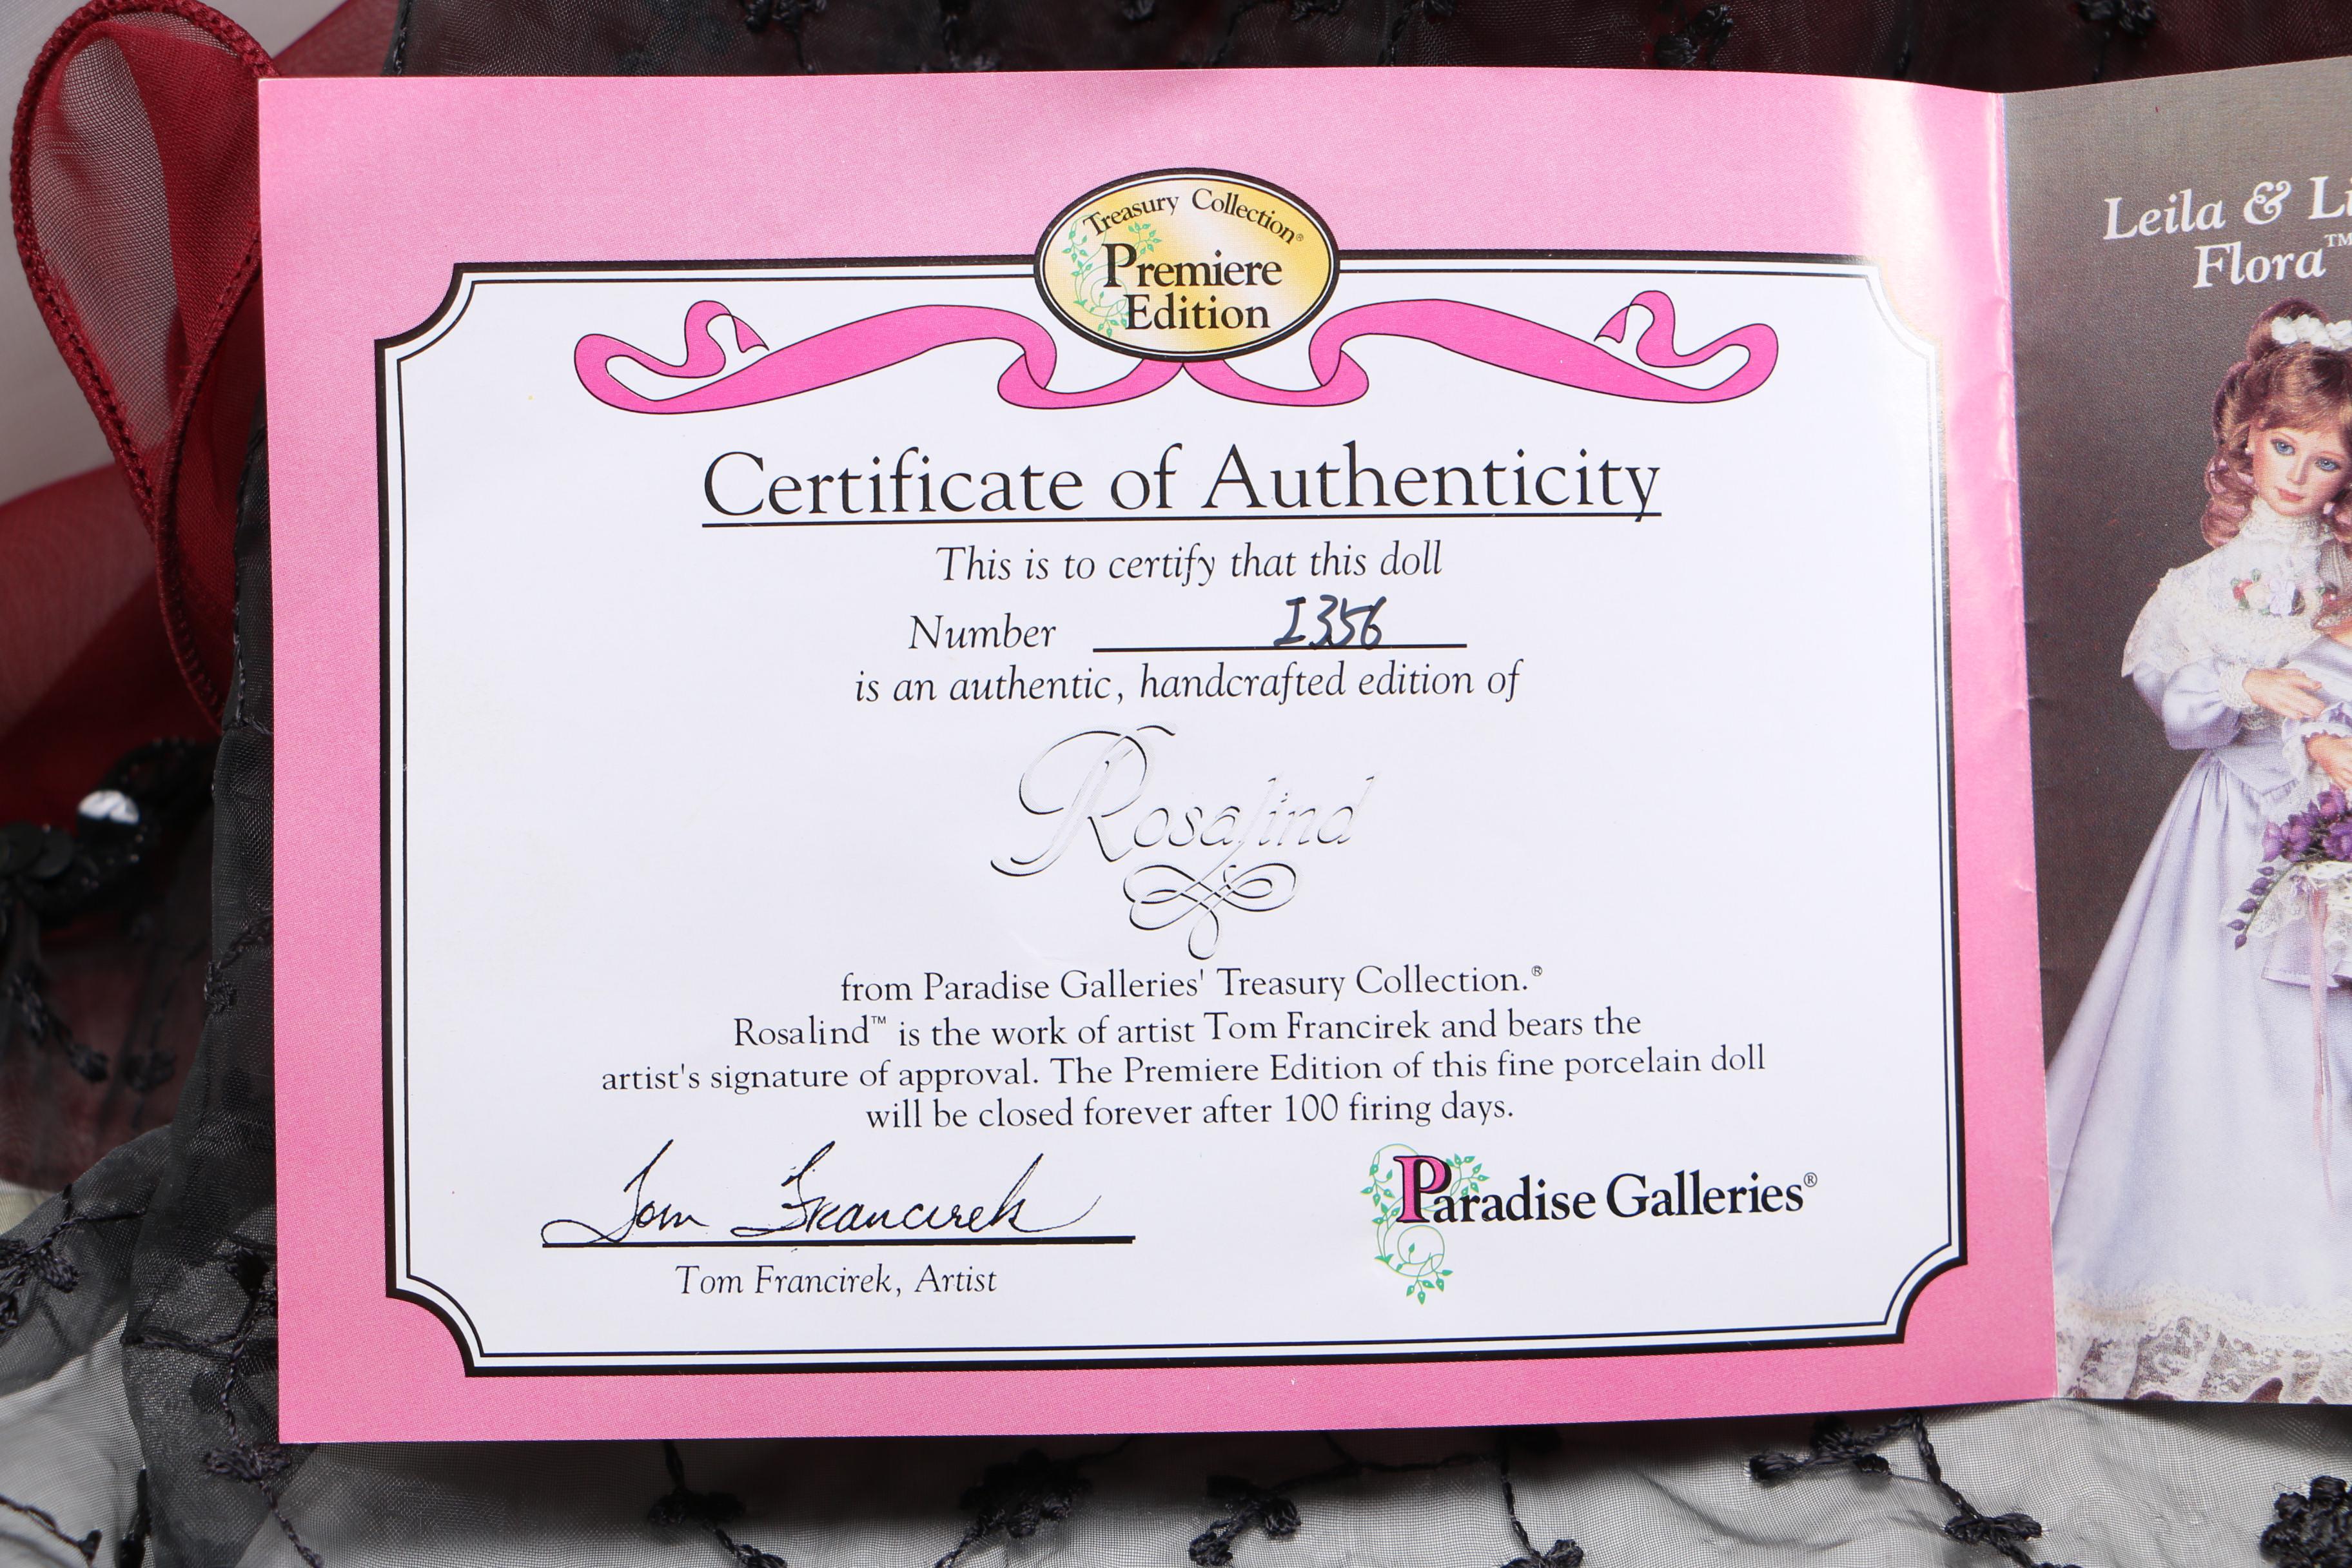 Treasury Collection®
Premiere
Edition
Certificate of Authenticity
This is to certify that this doll
Number I356
is an authentic, handcrafted edition of
Rosalind
from Paradise Galleries' Treasury Collection.®
Rosalind™ is the work of artist Tom Francirek and bears the
artist's signature of approval. The Premiere Edition of this fine porcelain doll
will be closed forever after 100 firing days.
Tom Francirek
Tom Francirek, Artist
Paradise Galleries®
Leila &
Flora™